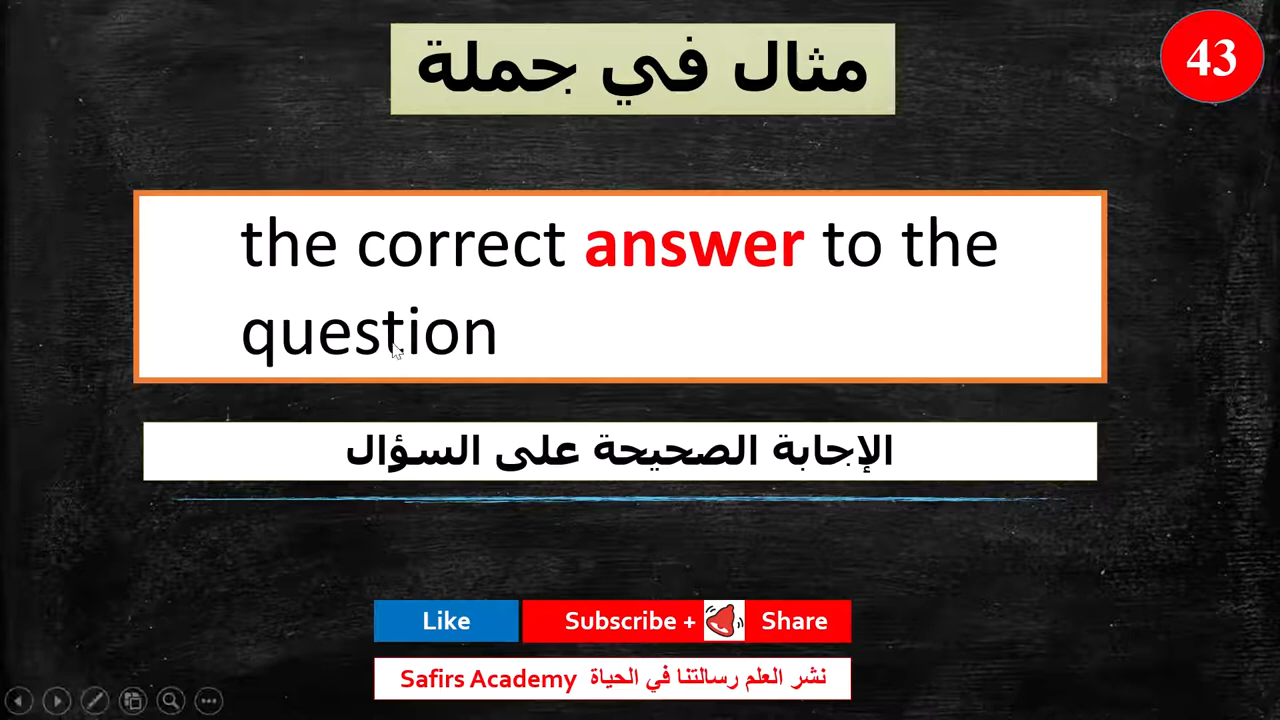 مثال في جملة
43
the correct answer to the
question
الإجابة الصحيحة على السؤال
Like Subscribe + Share
Safirs Academy نشر العلم رسالتنا في الحياة